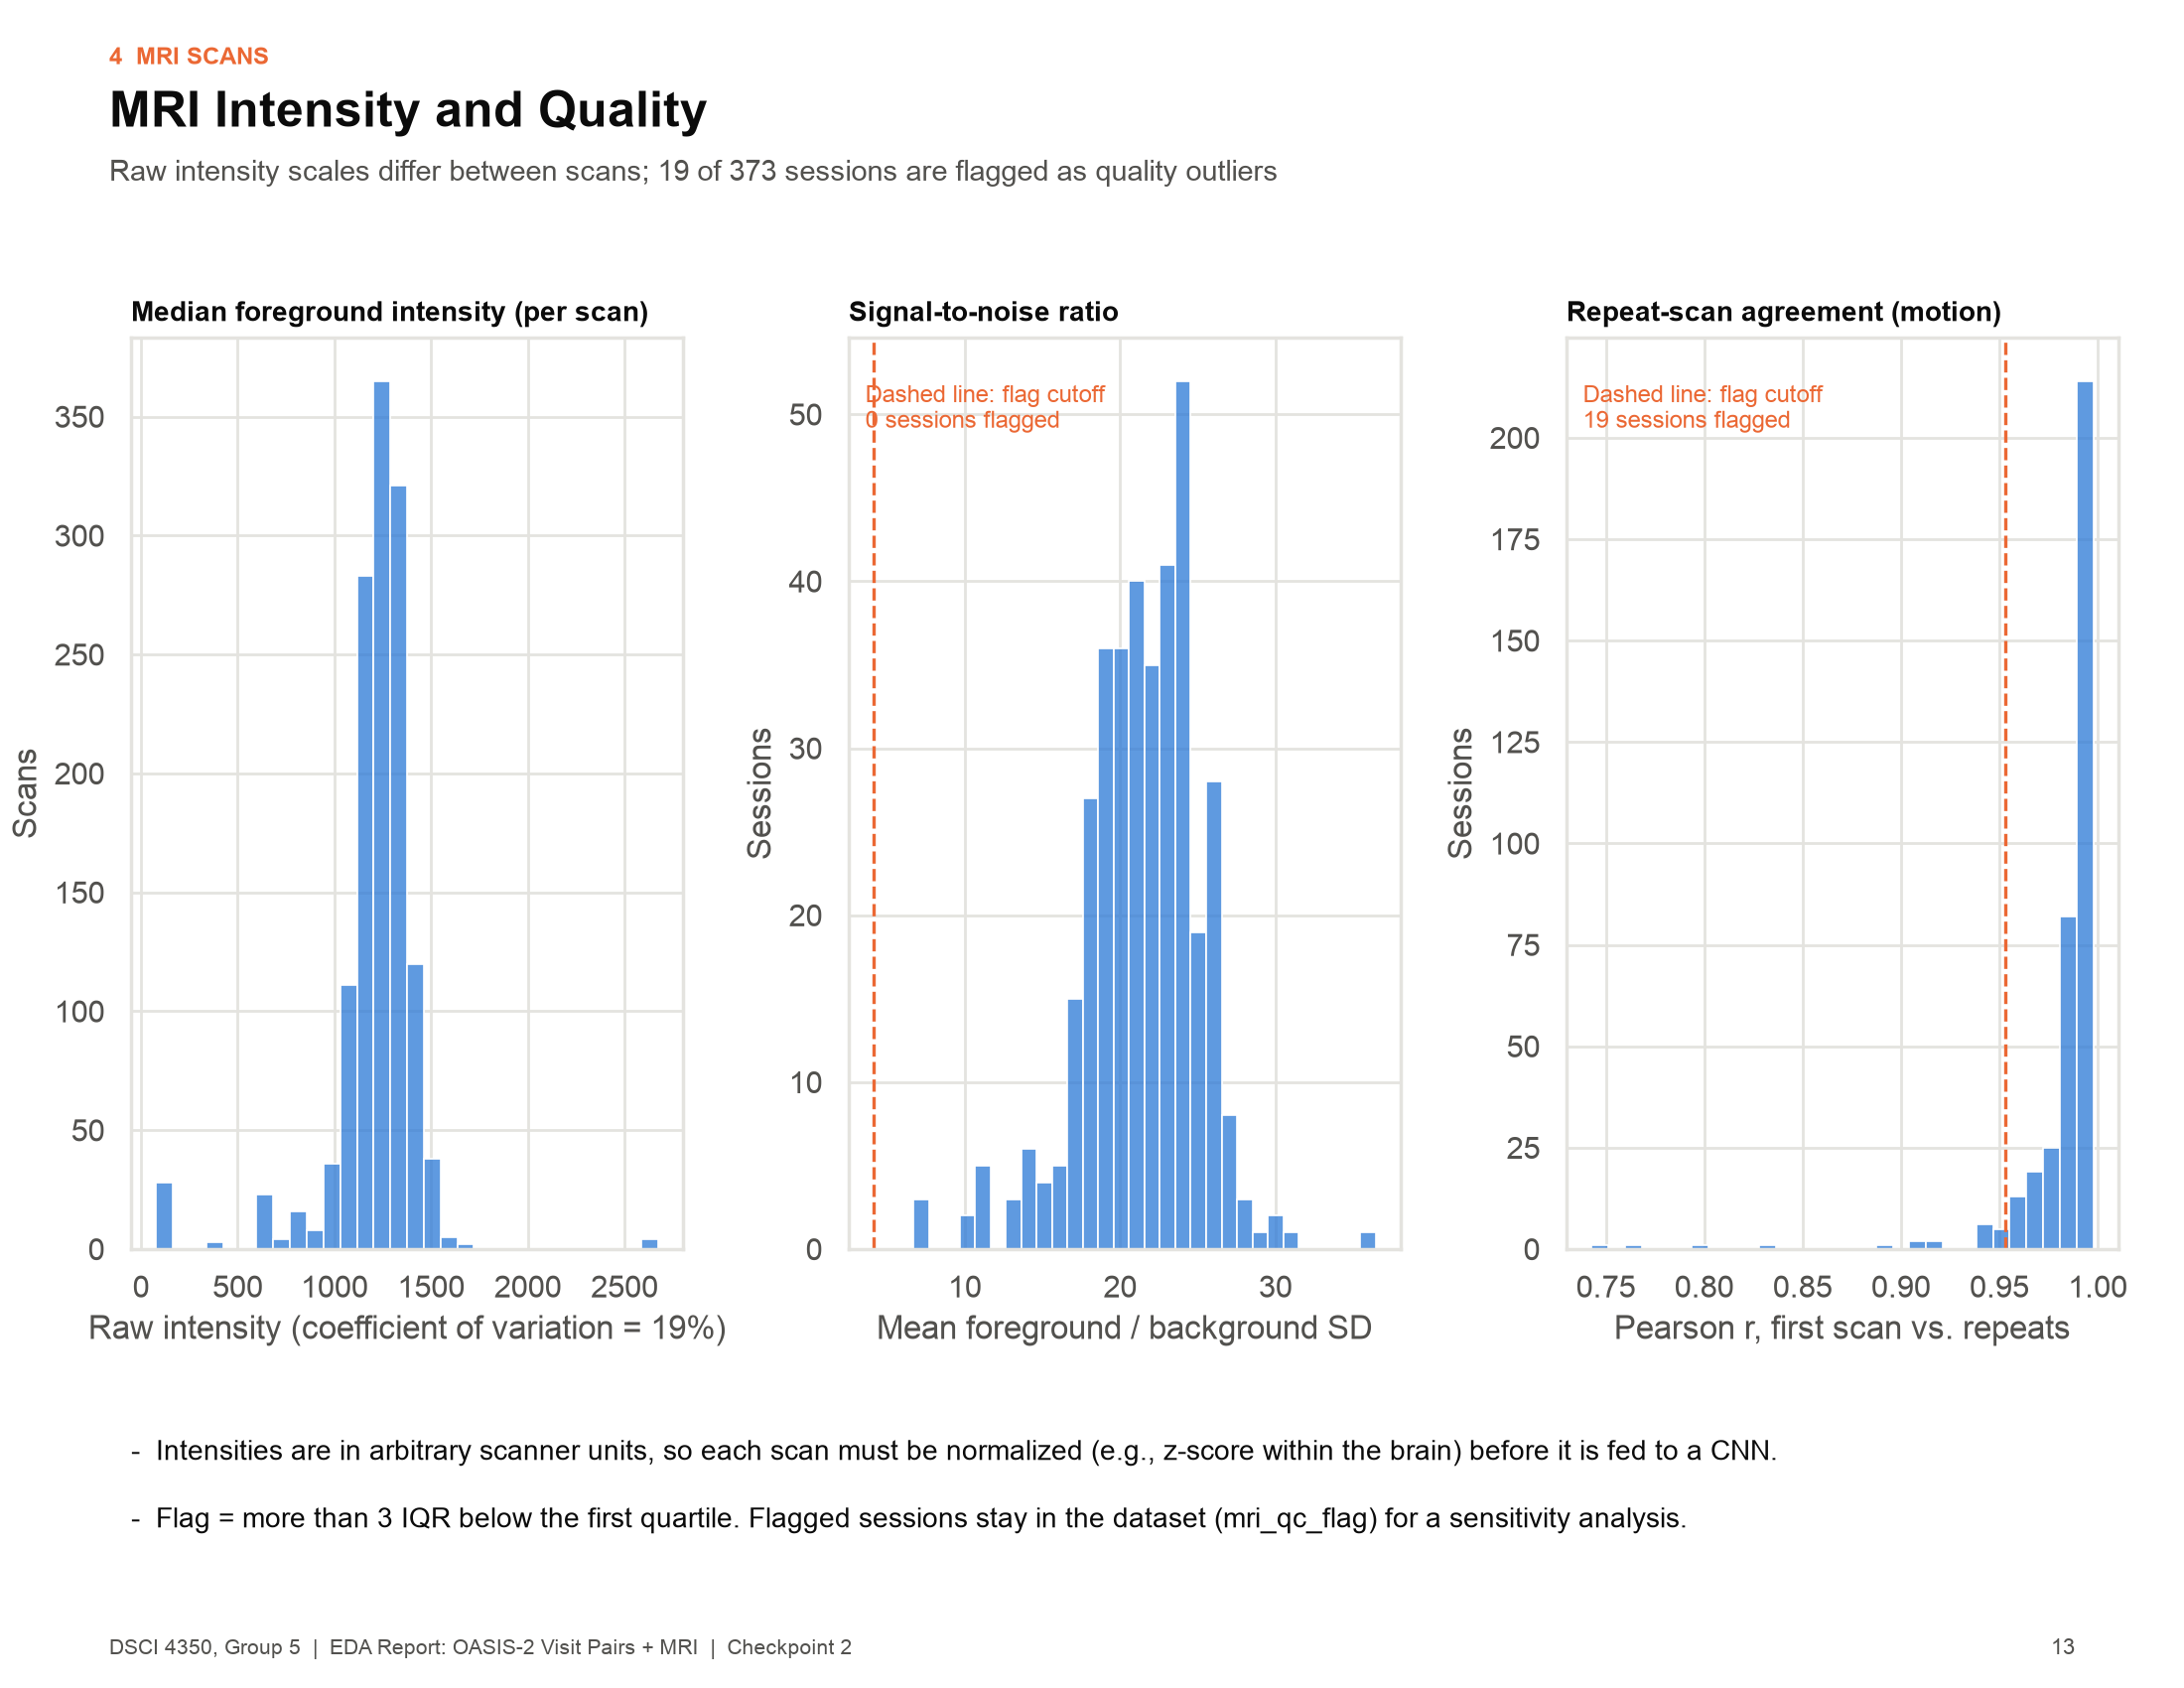 4 MRI SCANS
MRI Intensity and Quality
Raw intensity scales differ between scans; 19 of 373 sessions are flagged as quality outliers
Median foreground intensity (per scan)
350
300
250
200
150
100
50
0
Scans
0 500 1000 1500 2000 2500
Raw intensity (coefficient of variation = 19%)
Signal-to-noise ratio
Dashed line: flag cutoff
0 sessions flagged
50
40
30
20
10
0
Sessions
10 20 30
Mean foreground / background SD
Repeat-scan agreement (motion)
Dashed line: flag cutoff
19 sessions flagged
200
175
150
125
100
75
50
25
0
Sessions
0.75 0.80 0.85 0.90 0.95 1.00
Pearson r, first scan vs. repeats
- Intensities are in arbitrary scanner units, so each scan must be normalized (e.g., z-score within the brain) before it is fed to a CNN.
- Flag = more than 3 IQR below the first quartile. Flagged sessions stay in the dataset (mri_qc_flag) for a sensitivity analysis.
DSCI 4350, Group 5 | EDA Report: OASIS-2 Visit Pairs + MRI | Checkpoint 2
13